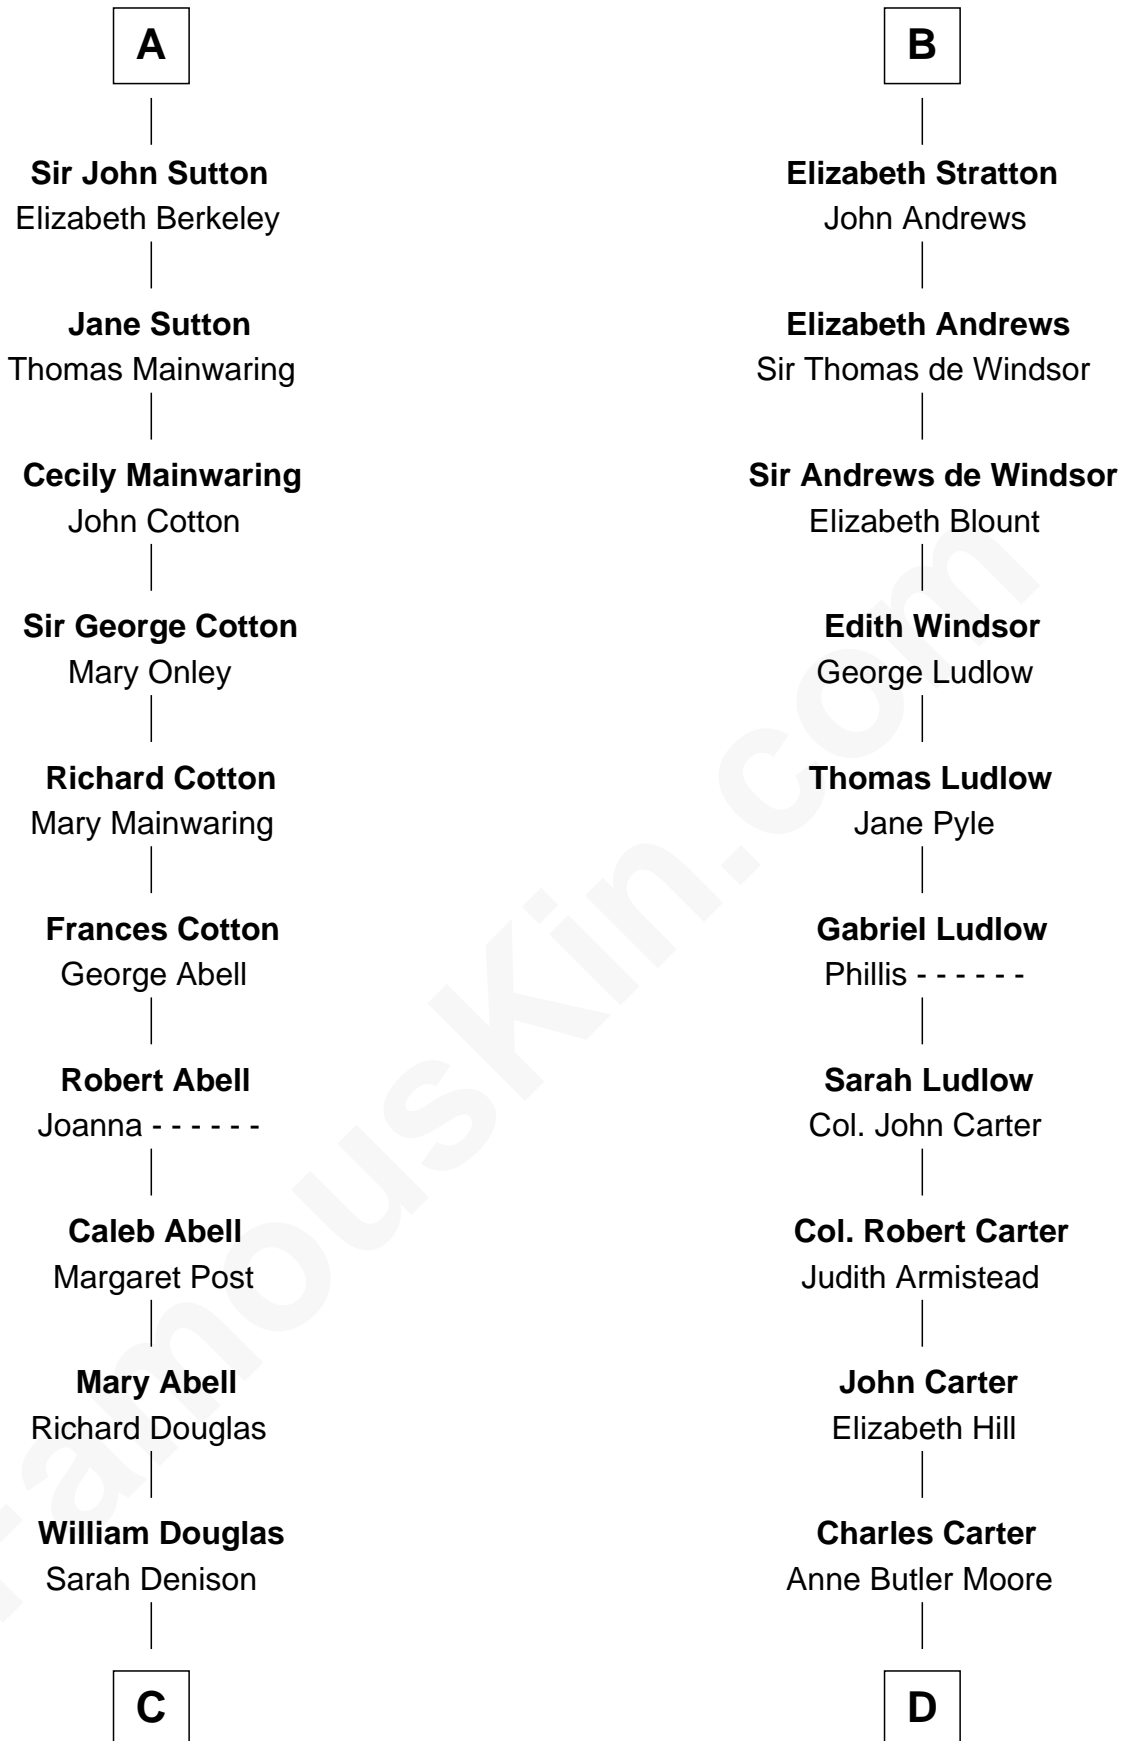 A
Sir John Sutton
Elizabeth Berkeley
Jane Sutton
Thomas Mainwaring
Cecily Mainwaring
John Cotton
Sir George Cotton
Mary Onley
Richard Cotton
Mary Mainwaring
Frances Cotton
George Abell
Robert Abell
Joanna - - - - - -
Caleb Abell
Margaret Post
Mary Abell
Richard Douglas
William Douglas
Sarah Denison
C
B
Elizabeth Stratton
John Andrews
Elizabeth Andrews
Sir Thomas de Windsor
Sir Andrews de Windsor
Elizabeth Blount
Edith Windsor
George Ludlow
Thomas Ludlow
Jane Pyle
Gabriel Ludlow
Phillis - - - - - -
Sarah Ludlow
Col. John Carter
Col. Robert Carter
Judith Armistead
John Carter
Elizabeth Hill
Charles Carter
Anne Butler Moore
D
FamousKin.com